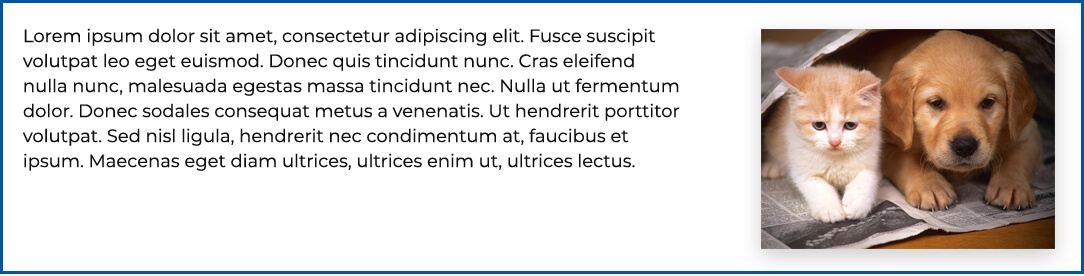 Lorem ipsum dolor sit amet, consectetur adipiscing elit. Fusce suscipit
volutpat leo eget euismod. Donec quis tincidunt nunc. Cras eleifend
nulla nunc, malesuada egestas massa tincidunt nec. Nulla ut fermentum
dolor. Donec sodales consequat metus a venenatis. Ut hendrerit porttitor
volutpat. Sed nisl ligula, hendrerit nec condimentum at, faucibus et
ipsum. Maecenas eget diam ultrices, ultrices enim ut, ultrices lectus.